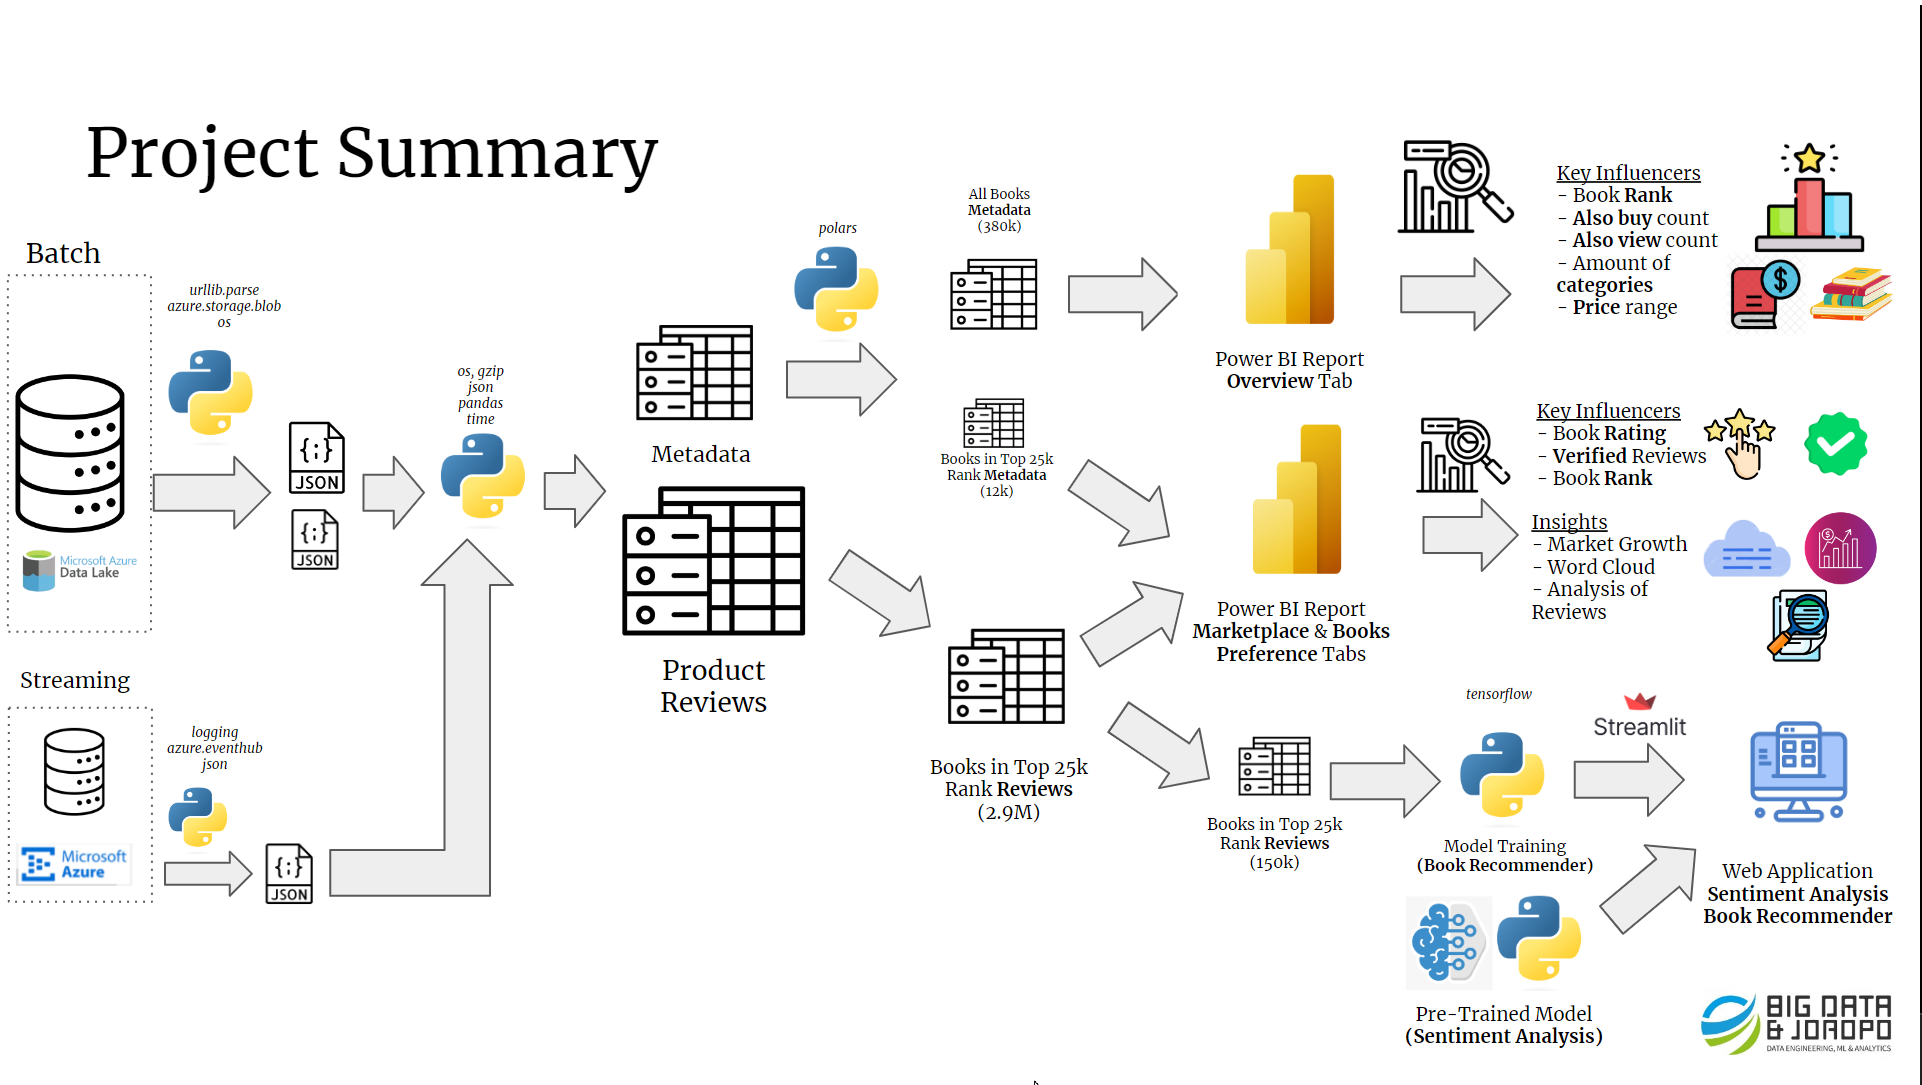 Project Summary
Batch
urllib.parse
azure.storage.blob
os
Microsoft Azure
Data Lake
{;}
JSON
{;}
JSON
os, gzip
json
pandas
time
Streaming
logging
azure.eventhub
json
Microsoft
Azure
{;}
JSON
Metadata
Product
Reviews
polars
All Books
Metadata
(380k)
Books in Top 25k
Rank Metadata
(12k)
Books in Top 25k
Rank Reviews
(2.9M)
Power BI Report
Overview Tab
Power BI Report
Marketplace & Books
Preference Tabs
Key Influencers
- Book Rank
- Also buy count
- Also view count
- Amount of
categories
- Price range
Key Influencers
- Book Rating
- Verified Reviews
- Book Rank
Insights
- Market Growth
- Word Cloud
- Analysis of
Reviews
Books in Top 25k
Rank Reviews
(150k)
tensorflow
Model Training
(Book Recommender)
Streamlit
Pre-Trained Model
(Sentiment Analysis)
Web Application
Sentiment Analysis
Book Recommender
BIG DATA
& JOROPO
DATA ENGINEERING, ML & ANALYTICS